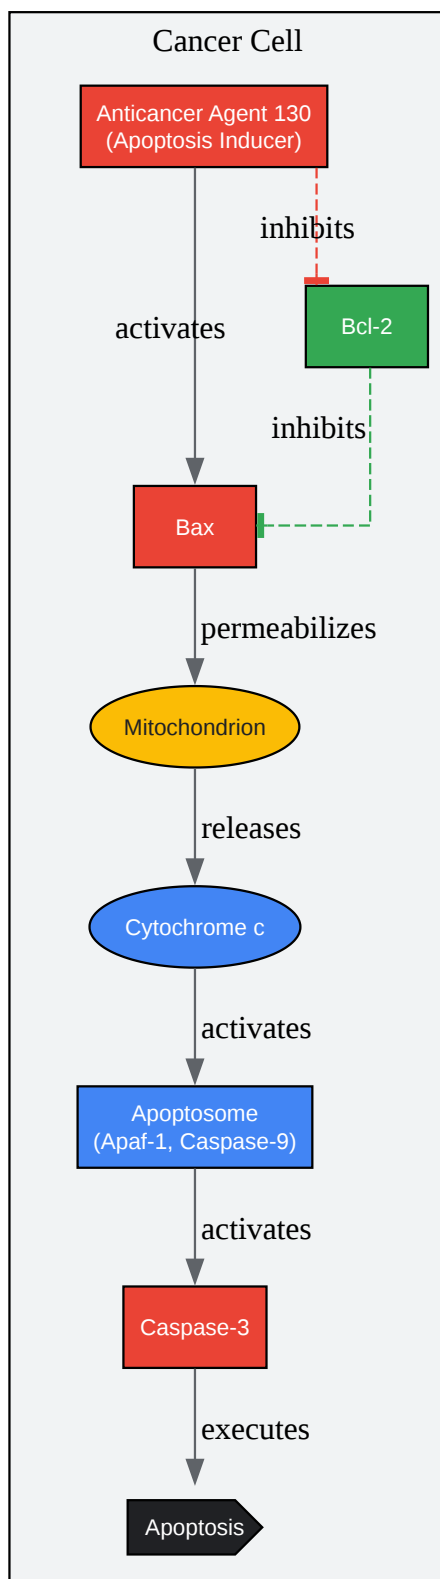 Cancer Cell
Anticancer Agent 130
(Apoptosis Inducer)
inhibits
activates
Bcl-2
inhibits
Bax
permeabilizes
Mitochondrion
releases
Cytochrome c
activates
Apoptosome
(Apaf-1, Caspase-9)
activates
Caspase-3
executes
Apoptosis